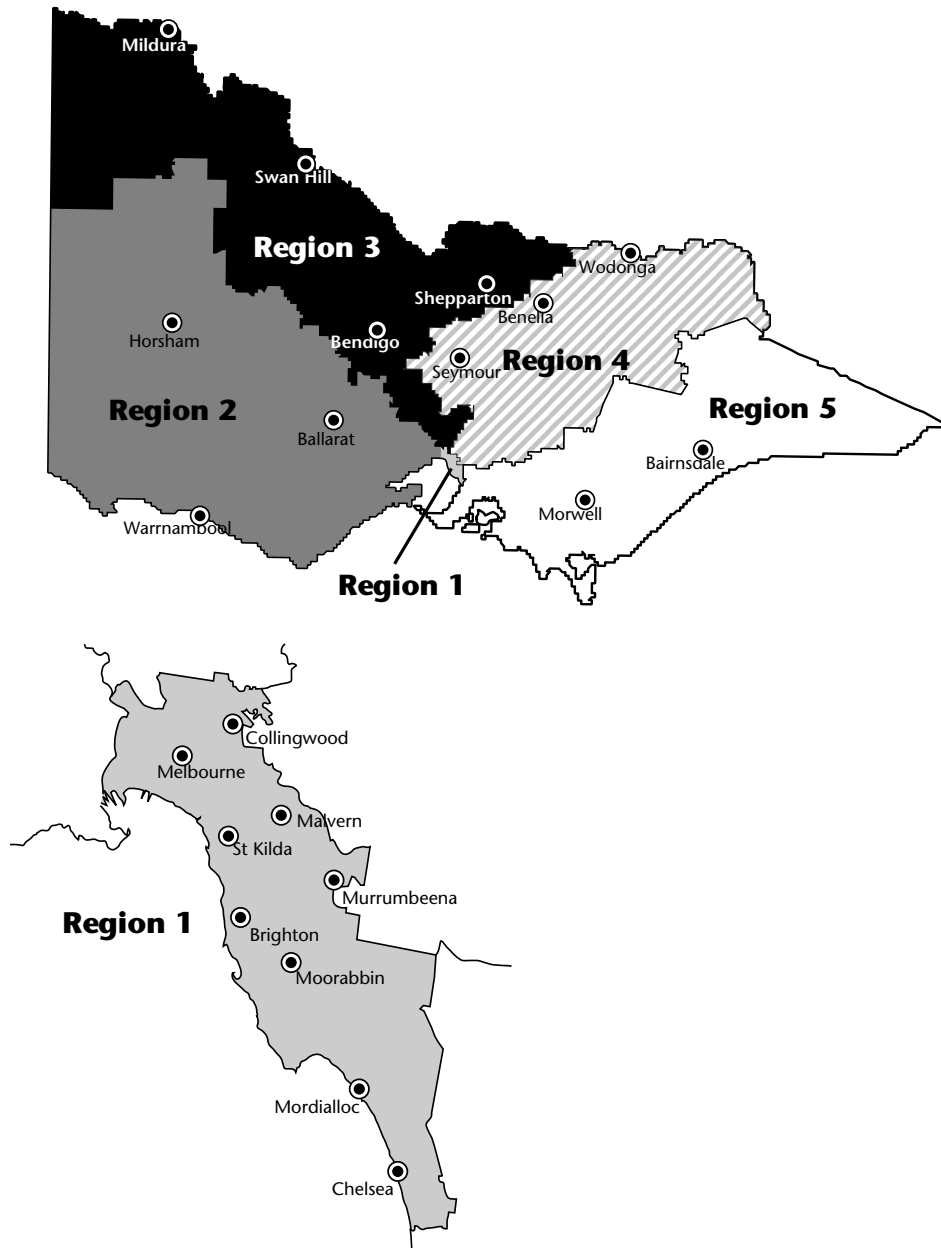 Mildura
Swan Hill
Region 3
Wodonga
Shepparton
Benella
Horsham
Bendigo
Seymour
Region 4
Region 2
Region 5
Ballarat
Bairnsdale
Morwell
Warrnambool
Region 1
Collingwood
Melbourne
Malvern
St Kilda
Murrumbeena
Region 1
Brighton
Moorabbin
Mordialloc
Chelsea